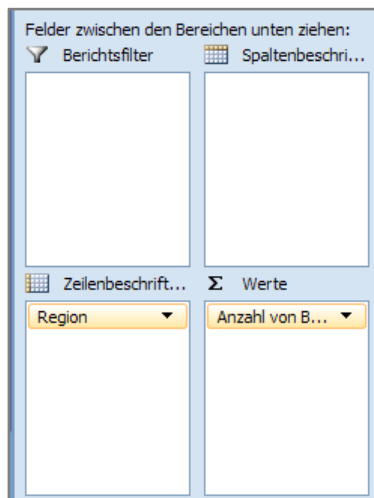 Felder zwischen den Bereichen unten ziehen:
Berichtsfilter
Spaltenbeschri...
Zeilenbeschrift...
Σ Werte
Region
Anzahl von B...